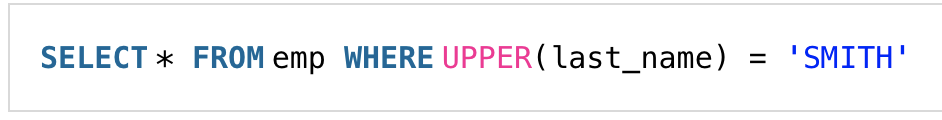 SELECT * FROM emp WHERE UPPER(last_name) = 'SMITH'